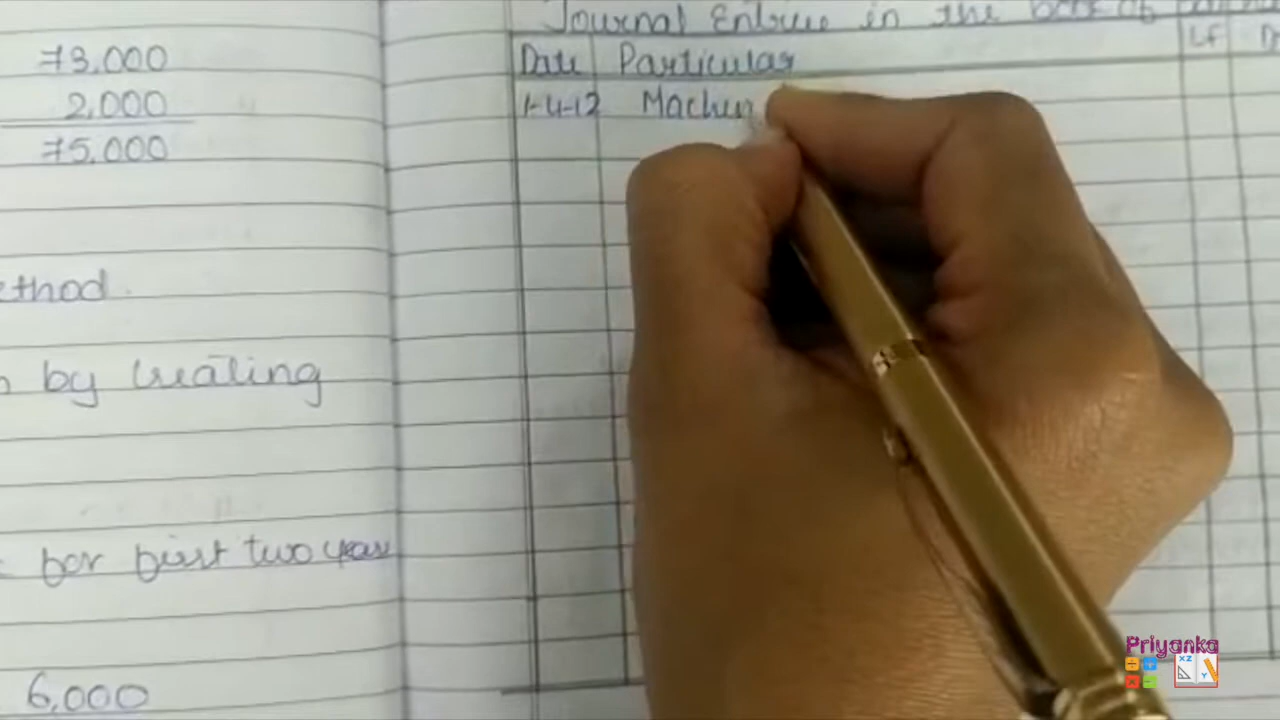 73,000
2,000
75,000
ethod.
by creating
for first two year
6,000
Journal Entries in the
LF
Date Particular
1-4-12 Machin
Priyanka